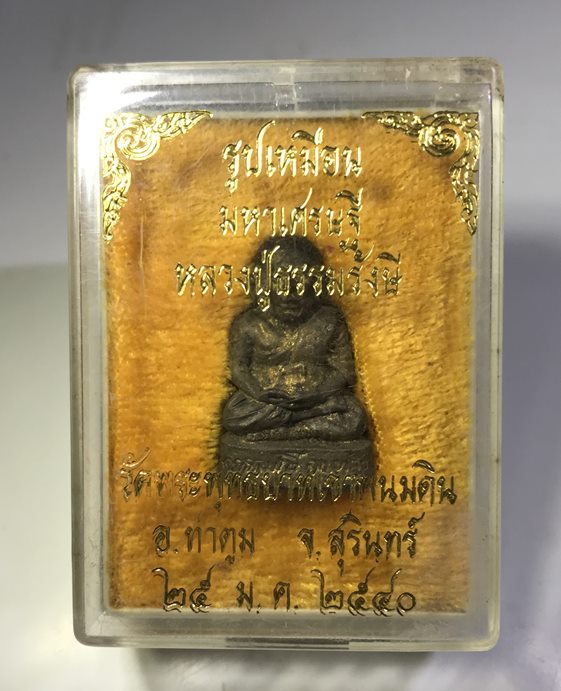 รูปเหมือน
มหาเศรษฐี
หลวงปู่ธรรมรังษี
วัดพระพุทธบาทเขาพนมดิน
อ.ท่าตูม จ.สุรินทร์
๒๕ ม.ค. ๒๕๔๐